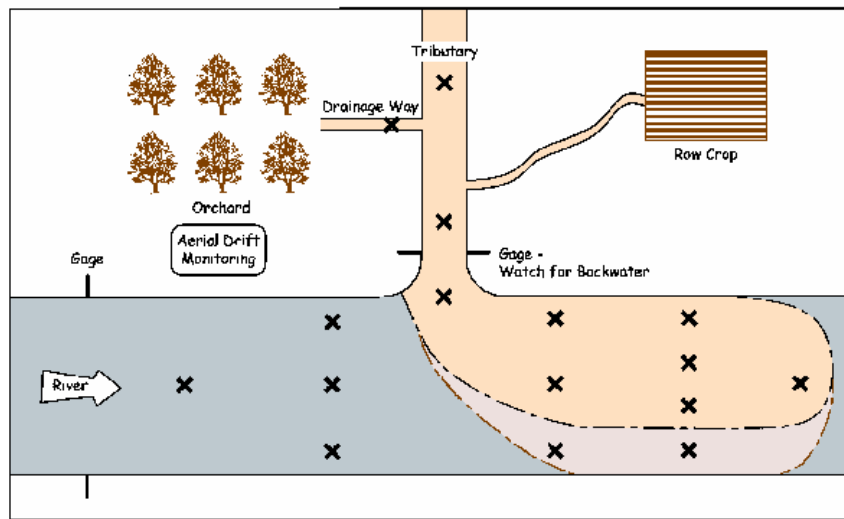 Tributary
Drainage Way
Row Crop
Orchard
Aerial Drift
Monitoring
Gage
Gage -
Watch for Backwater
River